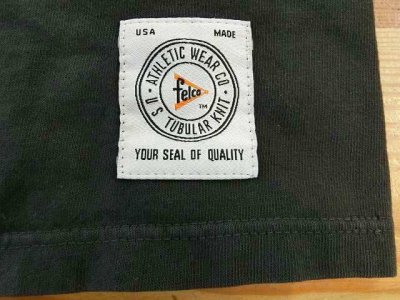 USA MADE
ATHLETIC WEAR CO
felco
TM
U S TUBULAR KNIT
YOUR SEAL OF QUALITY